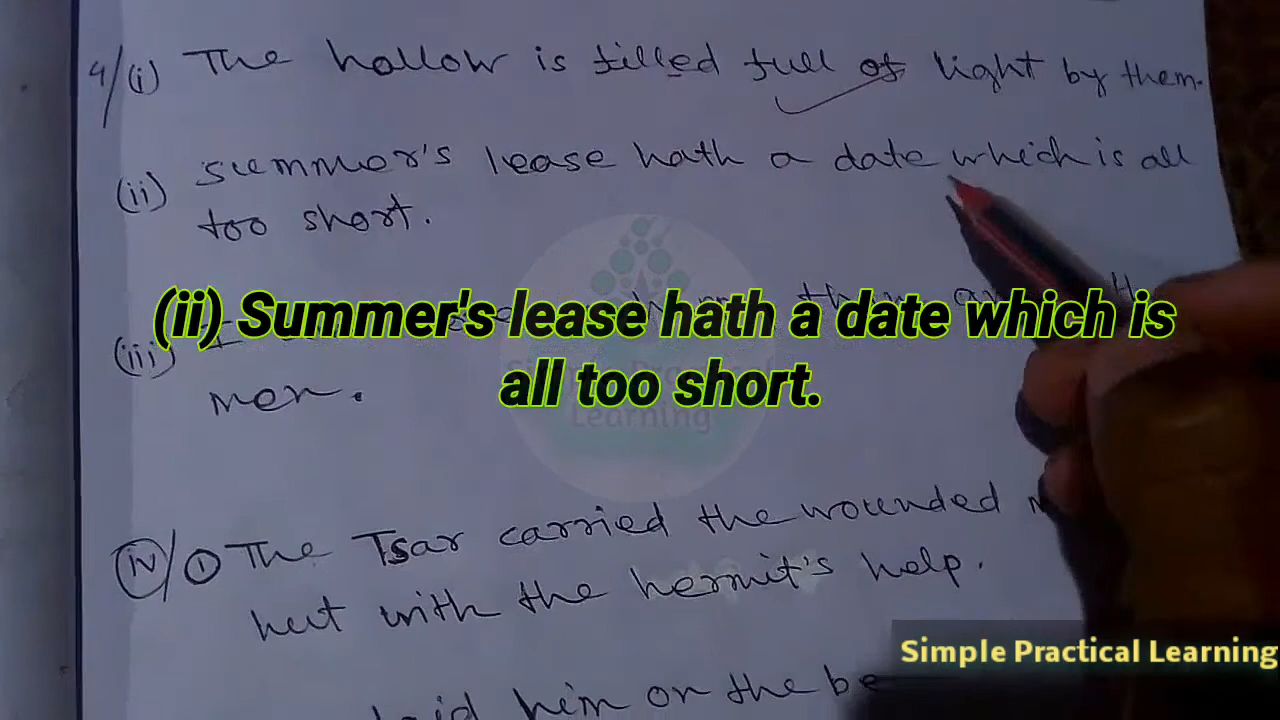 4/(i) The hollow is filled full of light by them.
(ii) Summer's lease hath a date which is all
too short.
(ii) Summer's lease hath a date which is
all too short.
(iii) I
men.
Learning
(iv)/① The Tsar carried the wounded
hut with the hermit's help.
Simple Practical Learning
laid him on the be